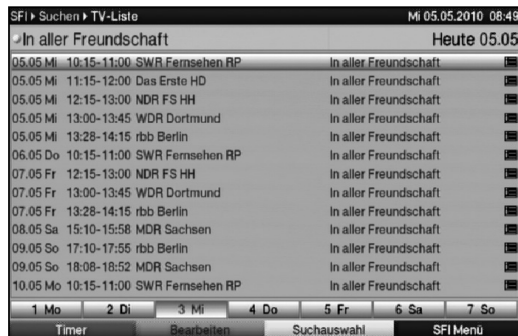 SFI ▸ Suchen ▸ TV-Liste Mi 05.05.2010 08:49
In aller Freundschaft Heute 05.05
05.05 Mi 10:15-11:00 SWR Fernsehen RP In aller Freundschaft
05.05 Mi 11:15-12:00 Das Erste HD In aller Freundschaft
05.05 Mi 12:15-13:00 NDR FS HH In aller Freundschaft
05.05 Mi 13:00-13:45 WDR Dortmund In aller Freundschaft
05.05 Mi 13:28-14:15 rbb Berlin In aller Freundschaft
06.05 Do 10:15-11:00 SWR Fernsehen RP In aller Freundschaft
07.05 Fr 12:15-13:00 NDR FS HH In aller Freundschaft
07.05 Fr 13:00-13:45 WDR Dortmund In aller Freundschaft
07.05 Fr 13:28-14:15 rbb Berlin In aller Freundschaft
08.05 Sa 15:10-15:58 MDR Sachsen In aller Freundschaft
09.05 So 17:10-17:55 rbb Berlin In aller Freundschaft
09.05 So 18:08-18:52 MDR Sachsen In aller Freundschaft
10.05 Mo 10:15-11:00 SWR Fernsehen RP In aller Freundschaft
1 Mo 2 Di 3 Mi 4 Do 5 Fr 6 Sa 7 So
Timer Bearbeiten Suchauswahl SFI Menü